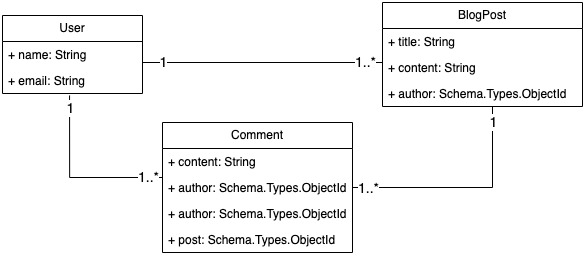 User
+ name: String
+ email: String
BlogPost
+ title: String
+ content: String
+ author: Schema.Types.ObjectId
1
1..*
1
1
Comment
+ content: String
+ author: Schema.Types.ObjectId
+ author: Schema.Types.ObjectId
+ post: Schema.Types.ObjectId
1..*
1..*